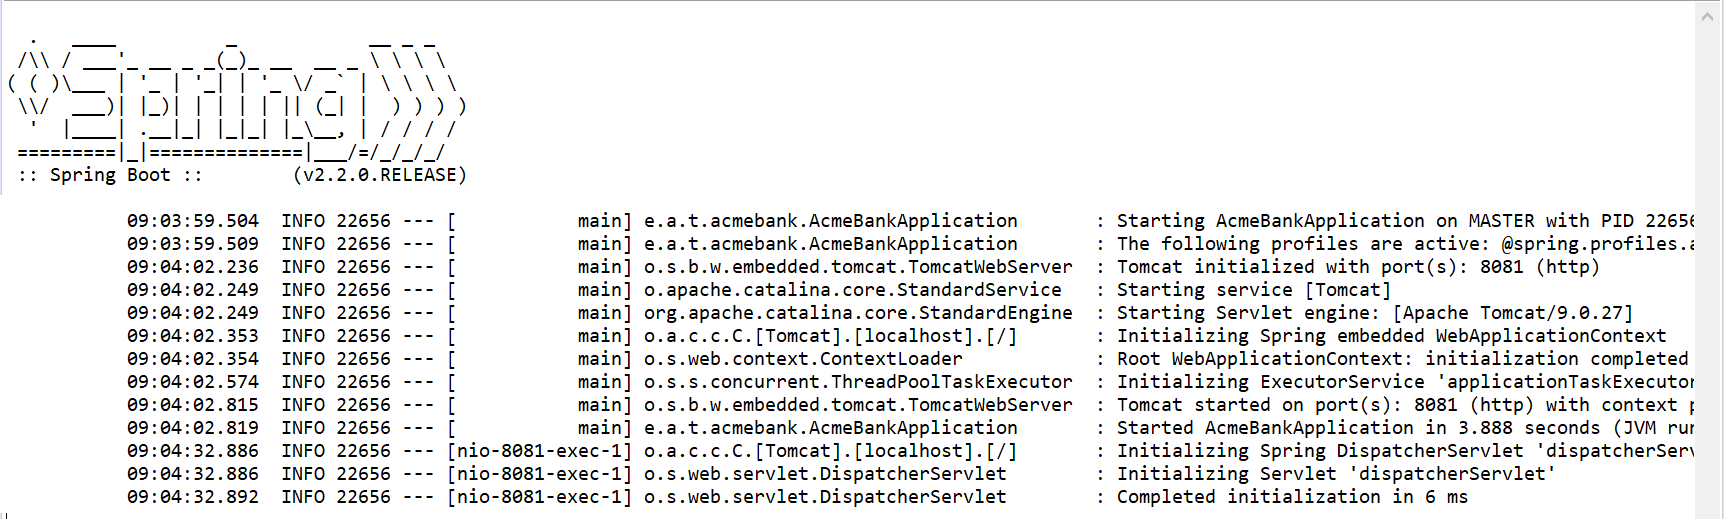 .   ____          _            __ _ _
 /\\ / ___'_ __ _ _(_)_ __  __ _ \ \ \ \
( ( )\___ | '_ | '_| | '_ \/ _` | \ \ \ \
 \\/  ___)| |_)| | | | | || (_| |  ) ) ) )
  '  |____| .__|_| |_|_| |_\__, | / / / /
 =========|_|==============|___/=/_/_/_/
 :: Spring Boot ::        (v2.2.0.RELEASE)
09:03:59.504  INFO 22656 --- [           main] e.a.t.acmebank.AcmeBankApplication       : Starting AcmeBankApplication on MASTER with PID 22656
09:03:59.509  INFO 22656 --- [           main] e.a.t.acmebank.AcmeBankApplication       : The following profiles are active: @spring.profiles.a
09:04:02.236  INFO 22656 --- [           main] o.s.b.w.embedded.tomcat.TomcatWebServer  : Tomcat initialized with port(s): 8081 (http)
09:04:02.249  INFO 22656 --- [           main] o.apache.catalina.core.StandardService   : Starting service [Tomcat]
09:04:02.249  INFO 22656 --- [           main] org.apache.catalina.core.StandardEngine  : Starting Servlet engine: [Apache Tomcat/9.0.27]
09:04:02.353  INFO 22656 --- [           main] o.a.c.c.C.[Tomcat].[localhost].[/]       : Initializing Spring embedded WebApplicationContext
09:04:02.354  INFO 22656 --- [           main] o.s.web.context.ContextLoader            : Root WebApplicationContext: initialization completed
09:04:02.574  INFO 22656 --- [           main] o.s.s.concurrent.ThreadPoolTaskExecutor  : Initializing ExecutorService 'applicationTaskExecutor
09:04:02.815  INFO 22656 --- [           main] o.s.b.w.embedded.tomcat.TomcatWebServer  : Tomcat started on port(s): 8081 (http) with context p
09:04:02.819  INFO 22656 --- [           main] e.a.t.acmebank.AcmeBankApplication       : Started AcmeBankApplication in 3.888 seconds (JVM run
09:04:32.886  INFO 22656 --- [nio-8081-exec-1] o.a.c.c.C.[Tomcat].[localhost].[/]       : Initializing Spring DispatcherServlet 'dispatcherServ
09:04:32.886  INFO 22656 --- [nio-8081-exec-1] o.s.web.servlet.DispatcherServlet        : Initializing Servlet 'dispatcherServlet'
09:04:32.892  INFO 22656 --- [nio-8081-exec-1] o.s.web.servlet.DispatcherServlet        : Completed initialization in 6 ms